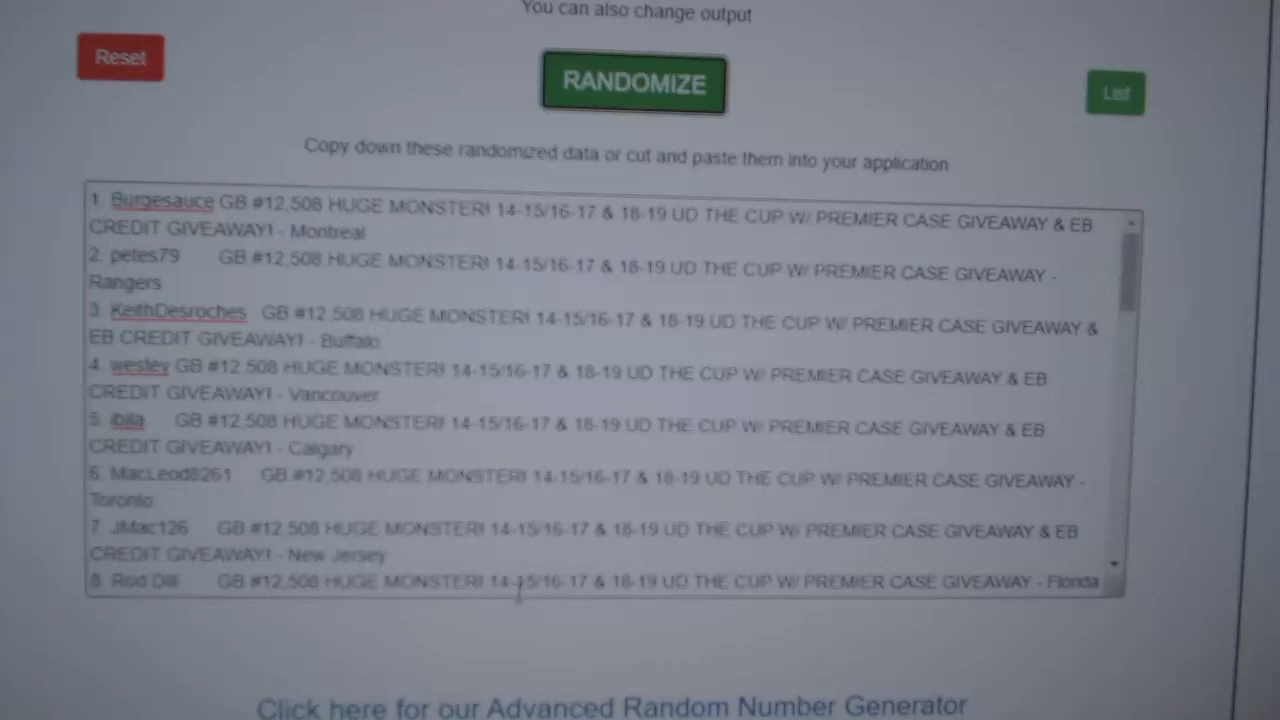 You can also change output
Reset
RANDOMIZE
List
Copy down these randomized data or cut and paste them into your application
1. Burgesauce GB #12,508 HUGE MONSTER! 14-15/16-17 & 18-19 UD THE CUP W/ PREMIER CASE GIVEAWAY & EB
CREDIT GIVEAWAY! - Montreal
2. petes79 GB #12,508 HUGE MONSTER! 14-15/16-17 & 18-19 UD THE CUP W/ PREMIER CASE GIVEAWAY -
Rangers
3. KeithDesroches GB #12,508 HUGE MONSTER! 14-15/16-17 & 18-19 UD THE CUP W/ PREMIER CASE GIVEAWAY &
EB CREDIT GIVEAWAY! - Buffalo
4. wesley GB #12,508 HUGE MONSTER! 14-15/16-17 & 18-19 UD THE CUP W/ PREMIER CASE GIVEAWAY & EB
CREDIT GIVEAWAY! - Vancouver
5. GB #12,508 HUGE MONSTER! 14-15/16-17 & 18-19 UD THE CUP W/ PREMIER CASE GIVEAWAY & EB
CREDIT GIVEAWAY! - Calgary
6. MacLeod8261 GB #12,508 HUGE MONSTER! 14-15/16-17 & 18-19 UD THE CUP W/ PREMIER CASE GIVEAWAY -
Toronto
7. JMac126 GB #12,508 HUGE MONSTER! 14-15/16-17 & 18-19 UD THE CUP W/ PREMIER CASE GIVEAWAY & EB
CREDIT GIVEAWAY! - New Jersey
8. Rod GB #12,508 HUGE MONSTER! 14-15/16-17 & 18-19 UD THE CUP W/ PREMIER CASE GIVEAWAY - Florida
Click here for our Advanced Random Number Generator